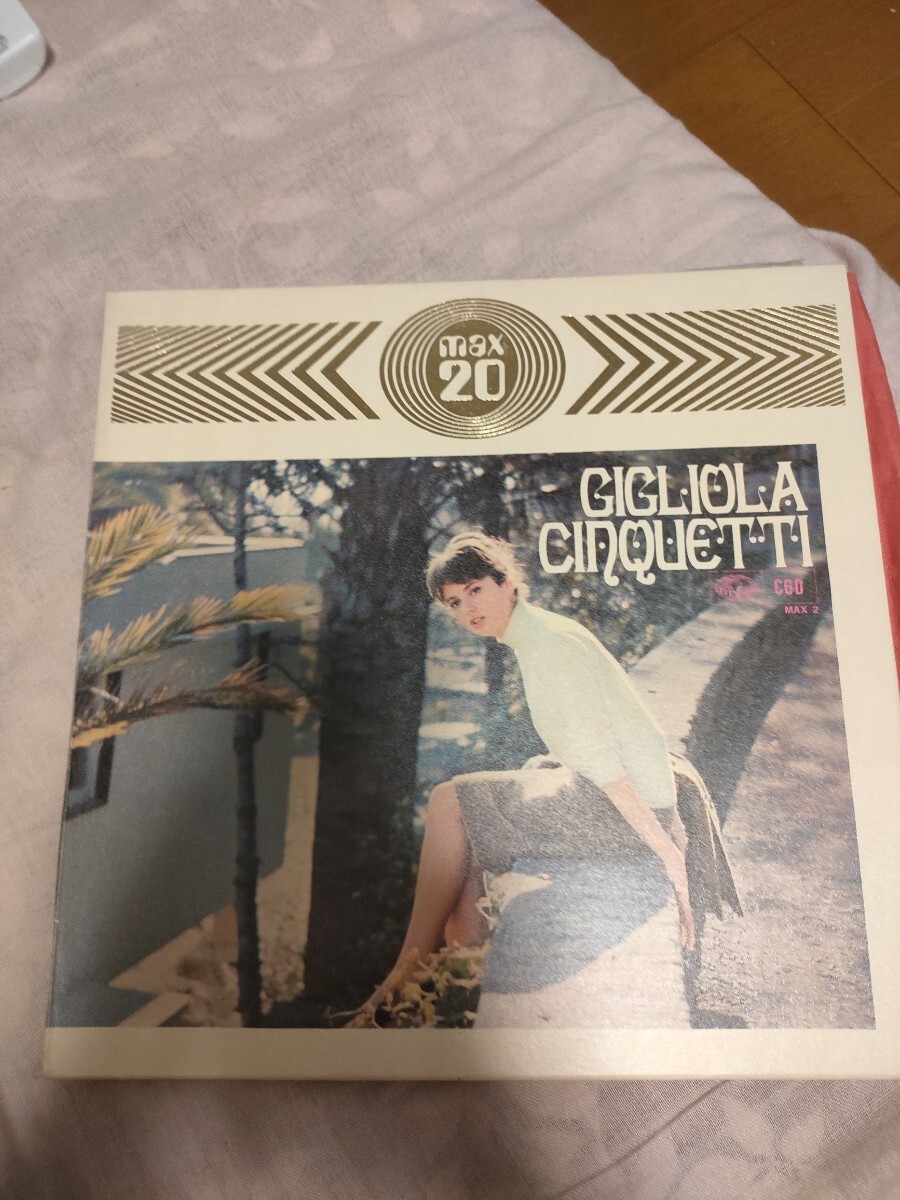 max
20
GIGLIOLA
CINQUETTI
CGD
MAX 2